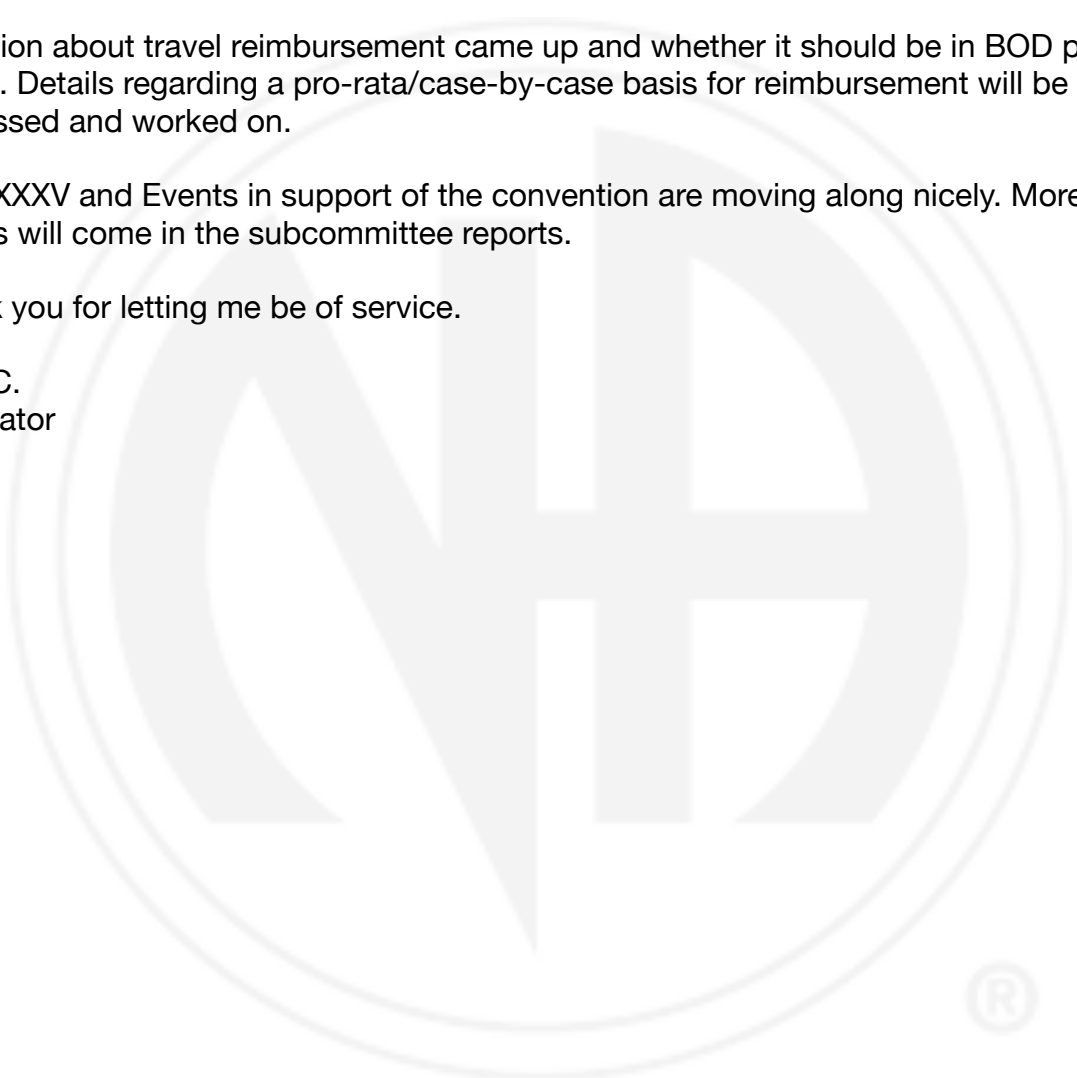 ion about travel reimbursement came up and whether it should be in BOD p
. Details regarding a pro-rata/case-by-case basis for reimbursement will be
ssed and worked on.
XXXV and Events in support of the convention are moving along nicely. More
s will come in the subcommittee reports.
k you for letting me be of service.
C.
ator
NA
®